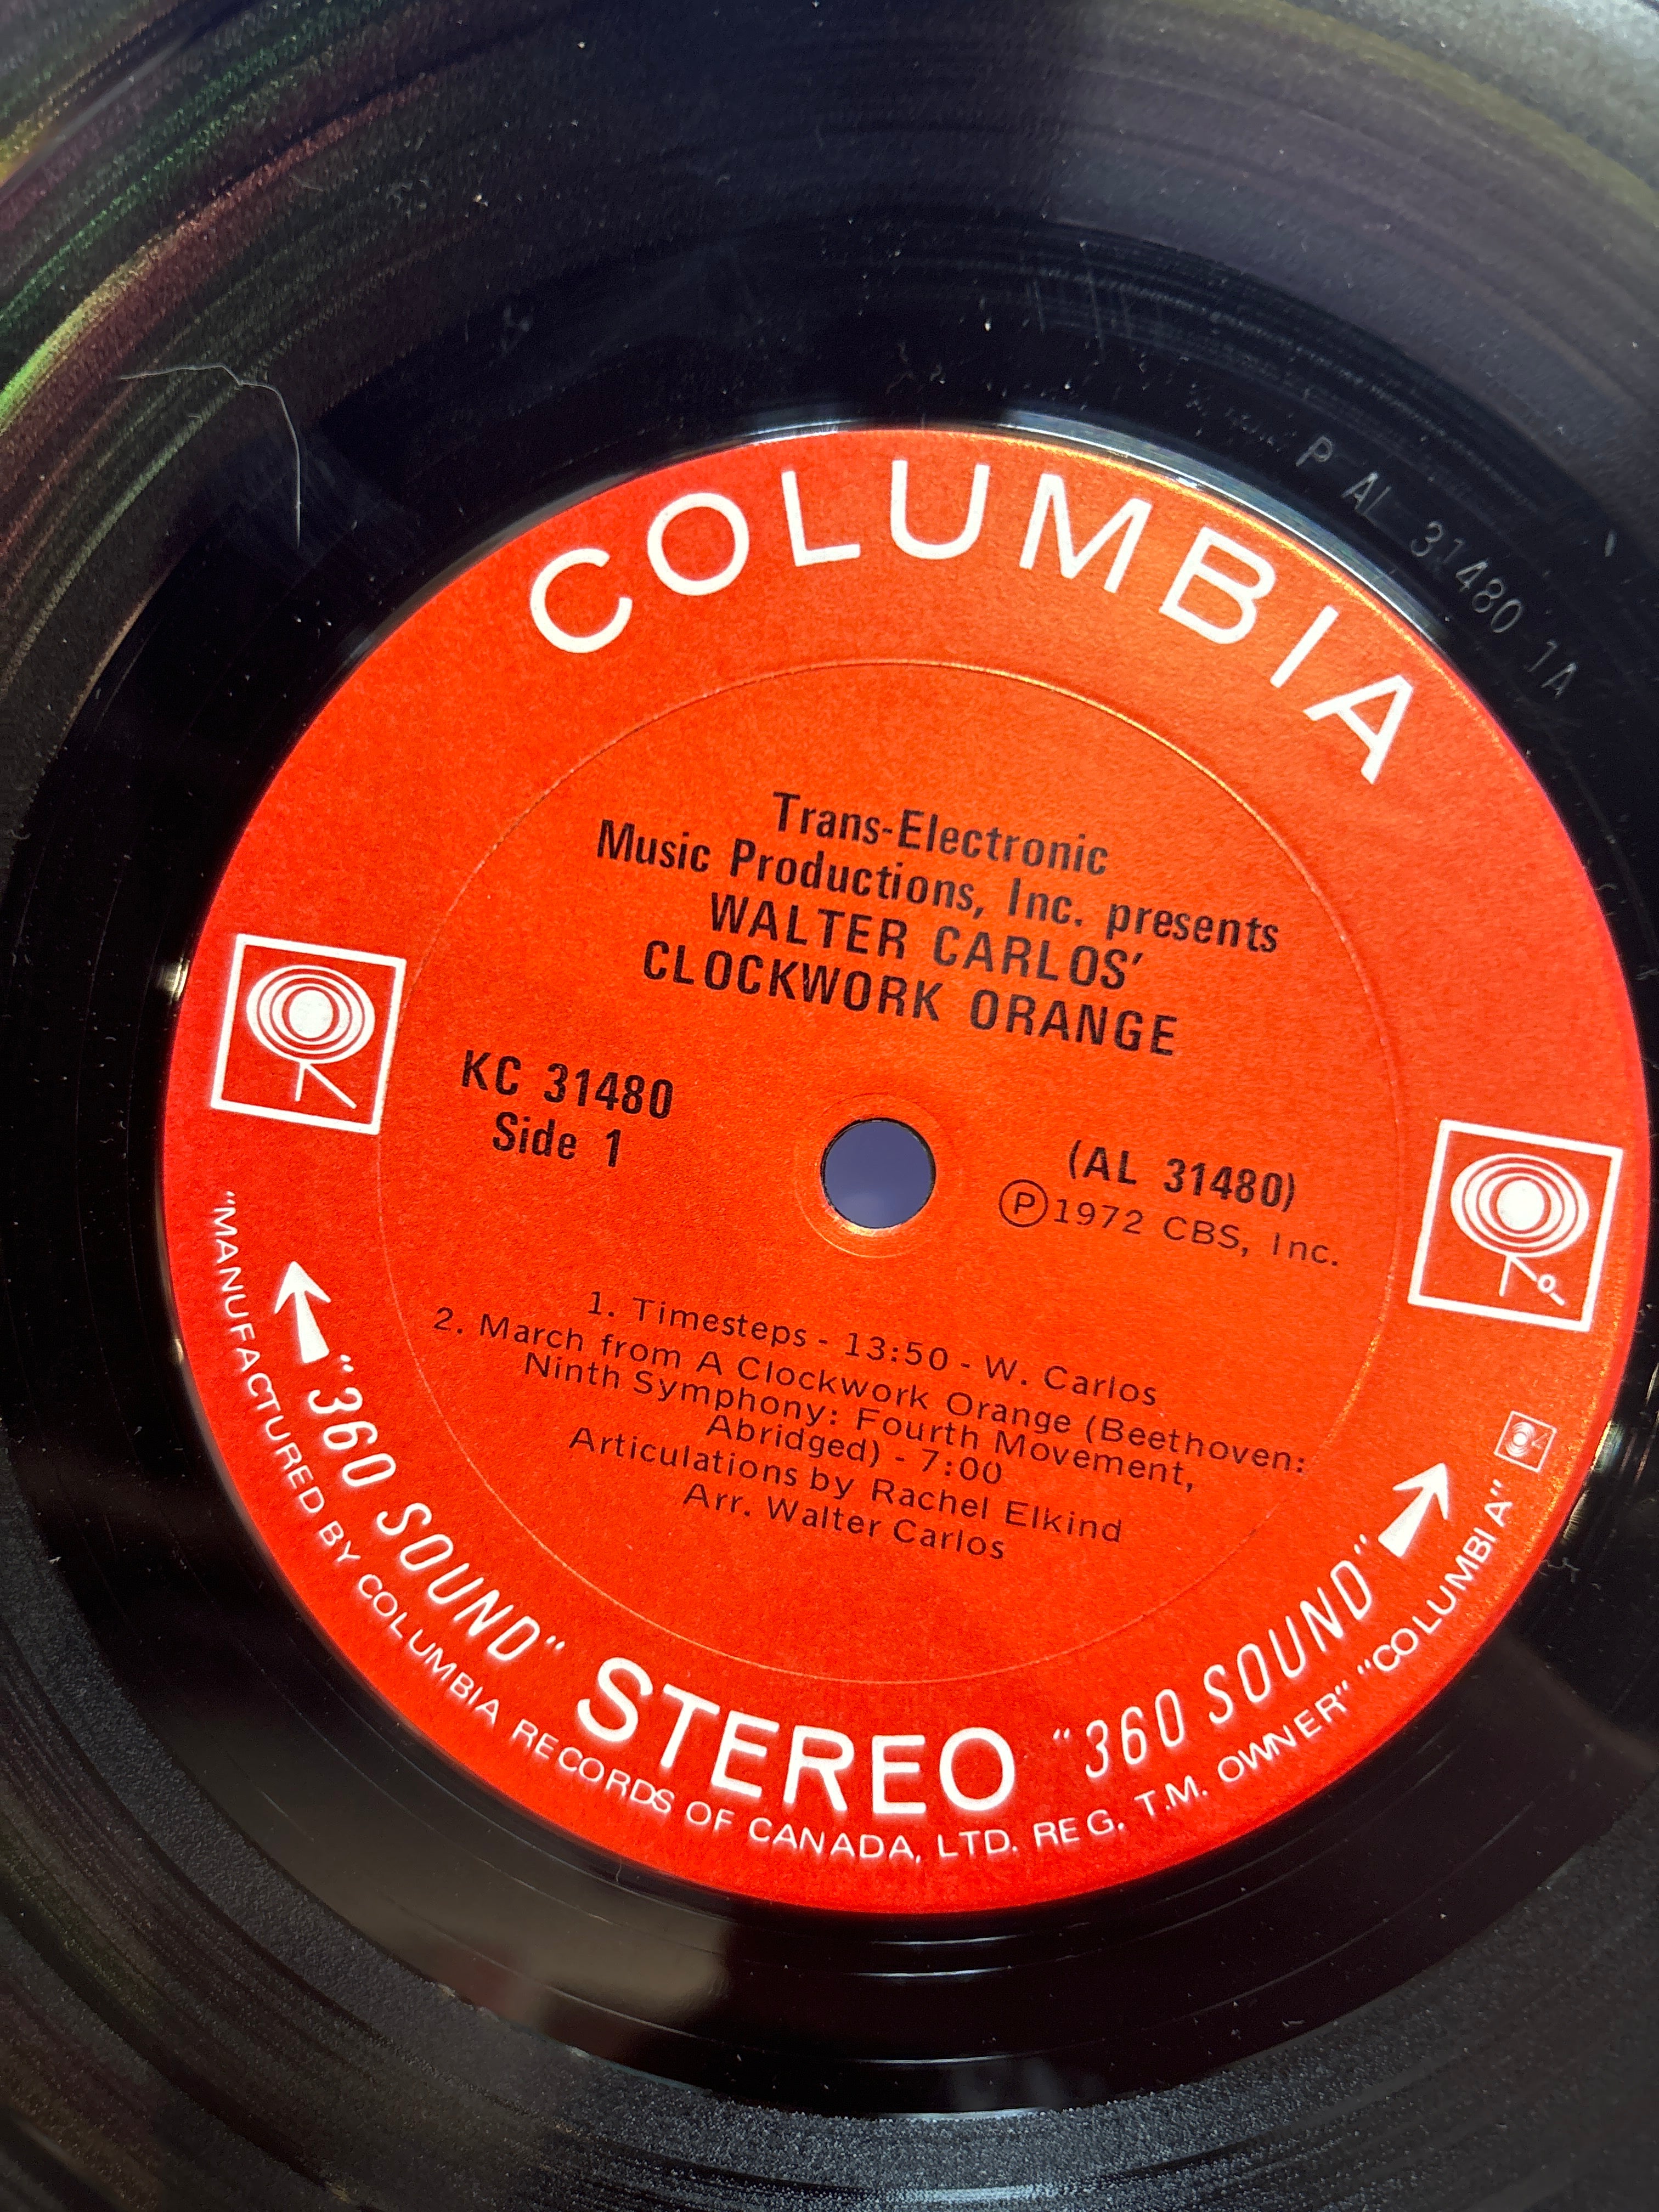 COLUMBIA
P AL 31480 1A
Trans-Electronic
Music Productions, Inc. presents
WALTER CARLOS'
CLOCKWORK ORANGE
KC 31480
Side 1
(AL 31480)
Ⓟ1972 CBS, Inc.
1. Timesteps - 13:50 - W. Carlos
2. March from A Clockwork Orange (Beethoven:
Ninth Symphony: Fourth Movement,
Abridged) - 7:00
Articulations by Rachel Elkind
Arr. Walter Carlos
"360 SOUND" STEREO "360 SOUND"
"MANUFACTURED BY COLUMBIA RECORDS OF CANADA, LTD. REG. T.M. OWNER" "COLUMBIA"